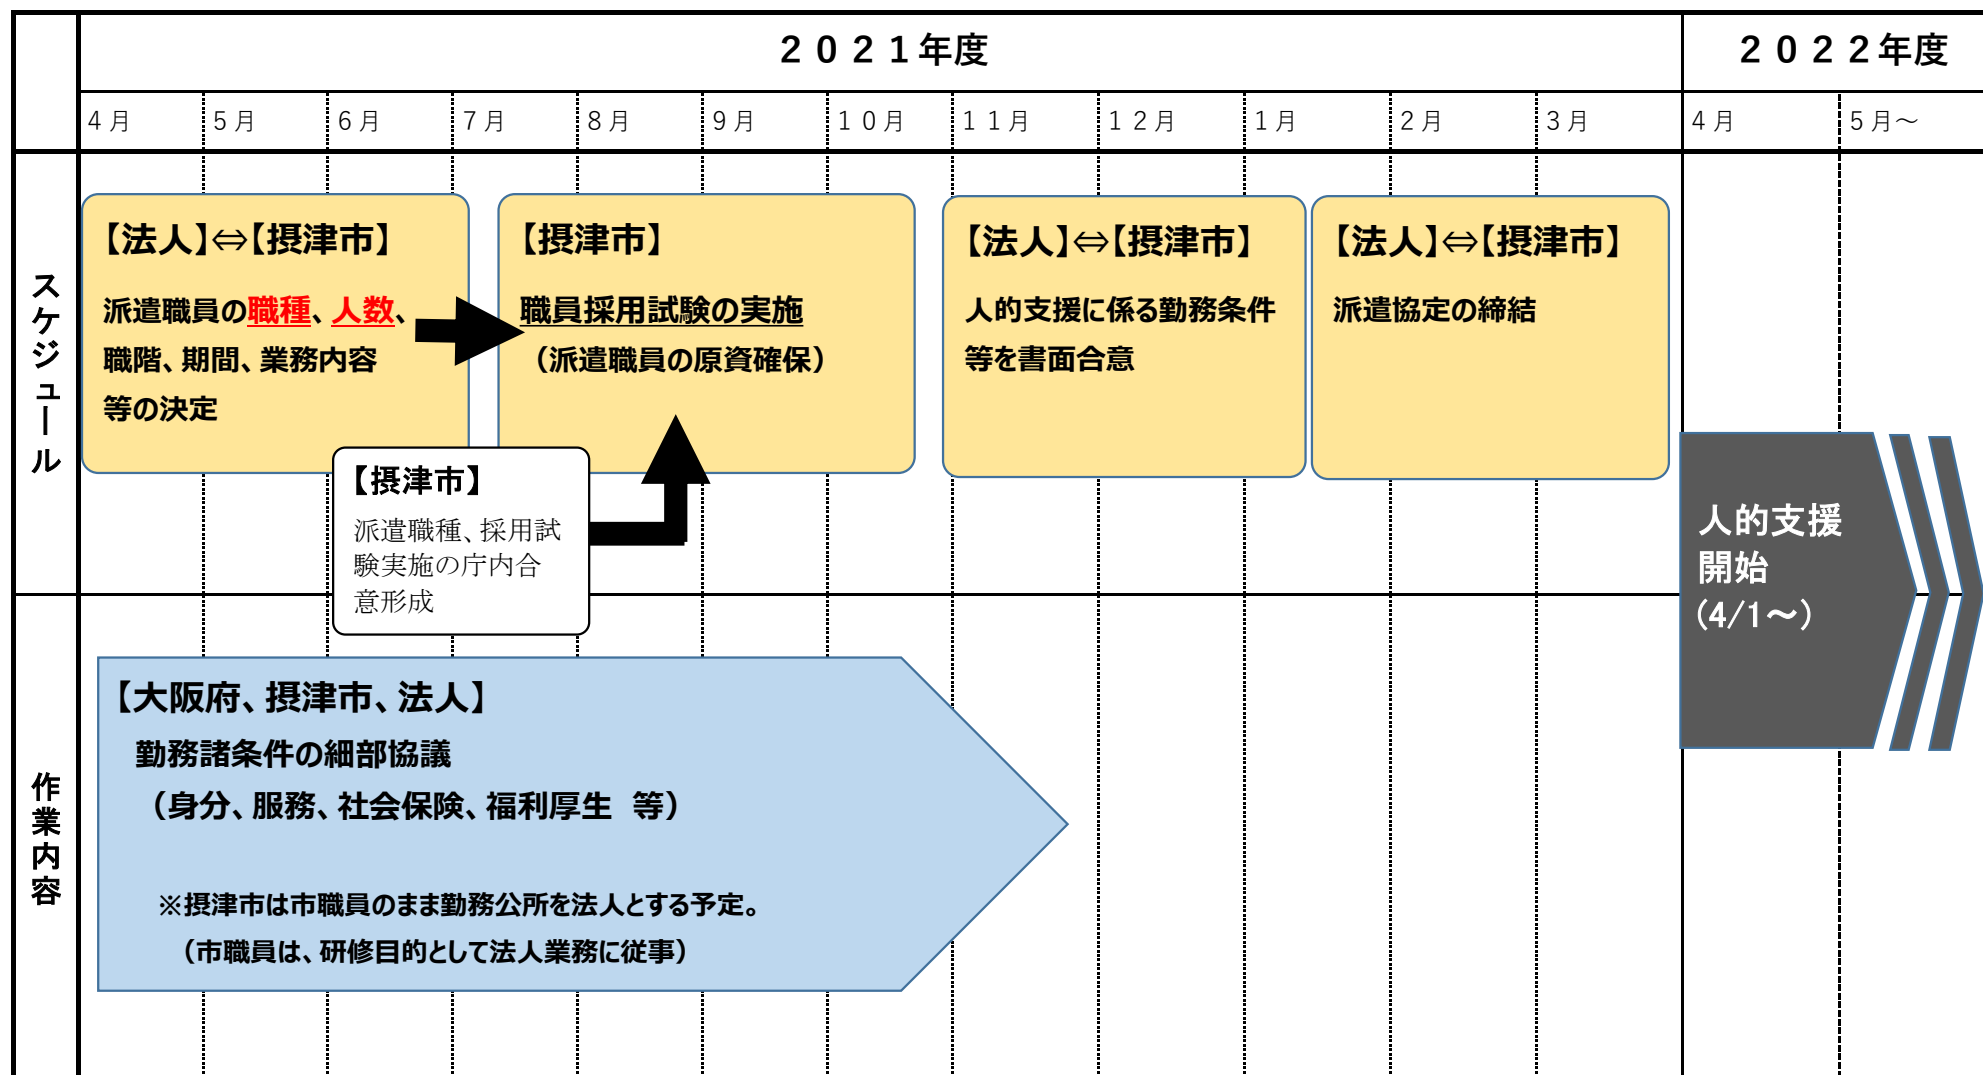 ２０２１年度
２０２２年度
４月
５月
６月
７月
８月
９月
１０月
１１月
１２月
１月
２月
３月
４月
５月～
スケジュール
【法人】⇔【摂津市】
派遣職員の職種、人数、
職階、期間、業務内容
等の決定
【摂津市】
職員採用試験の実施
（派遣職員の原資確保）
【法人】⇔【摂津市】
人的支援に係る勤務条件
等を書面合意
【法人】⇔【摂津市】
派遣協定の締結
【摂津市】
派遣職種、採用試
験実施の庁内合
意形成
人的支援
開始
(4/1～)
作業内容
【大阪府、摂津市、法人】
勤務諸条件の細部協議
（身分、服務、社会保険、福利厚生　等）
※摂津市は市職員のまま勤務公所を法人とする予定。
（市職員は、研修目的として法人業務に従事）